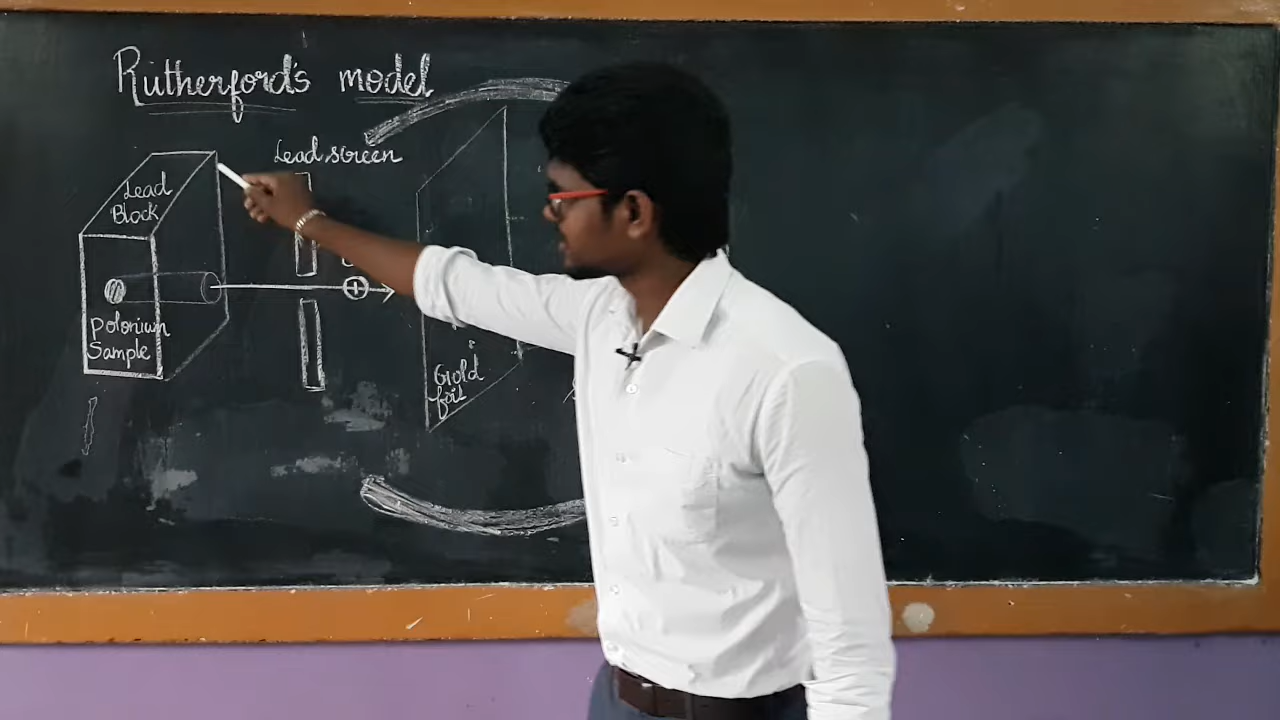 Rutherford's model
Lead screen
Lead
Block
Polonium
Sample
+
Gold
foil